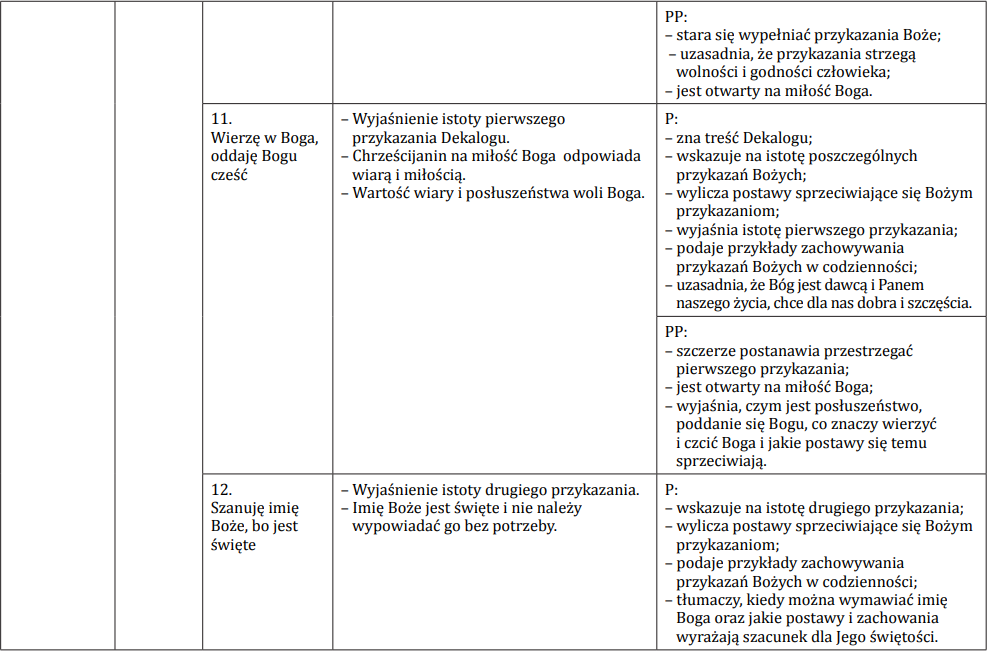 PP:
– stara się wypełniać przykazania Boże;
– uzasadnia, że przykazania strzegą
wolności i godności człowieka;
– jest otwarty na miłość Boga.
11.
Wierzę w Boga,
oddaję Bogu
cześć
– Wyjaśnienie istoty pierwszego
przykazania Dekalogu.
– Chrześcijanin na miłość Boga odpowiada
wiarą i miłością.
– Wartość wiary i posłuszeństwa woli Boga.
P:
– zna treść Dekalogu;
– wskazuje na istotę poszczególnych
przykazań Bożych;
– wylicza postawy sprzeciwiające się Bożym
przykazaniom;
– wyjaśnia istotę pierwszego przykazania;
– podaje przykłady zachowywania
przykazań Bożych w codzienności;
– uzasadnia, że Bóg jest dawcą i Panem
naszego życia, chce dla nas dobra i szczęścia.
PP:
– szczerze postanawia przestrzegać
pierwszego przykazania;
– jest otwarty na miłość Boga;
– wyjaśnia, czym jest posłuszeństwo,
poddanie się Bogu, co znaczy wierzyć
i czcić Boga i jakie postawy się temu
sprzeciwiają.
12.
Szanuję imię
Boże, bo jest
święte
– Wyjaśnienie istoty drugiego przykazania.
– Imię Boże jest święte i nie należy
wypowiadać go bez potrzeby.
P:
– wskazuje na istotę drugiego przykazania;
– wylicza postawy sprzeciwiające się Bożym
przykazaniom;
– podaje przykłady zachowywania
przykazań Bożych w codzienności;
– tłumaczy, kiedy można wymawiać imię
Boga oraz jakie postawy i zachowania
wyrażają szacunek dla Jego świętości.